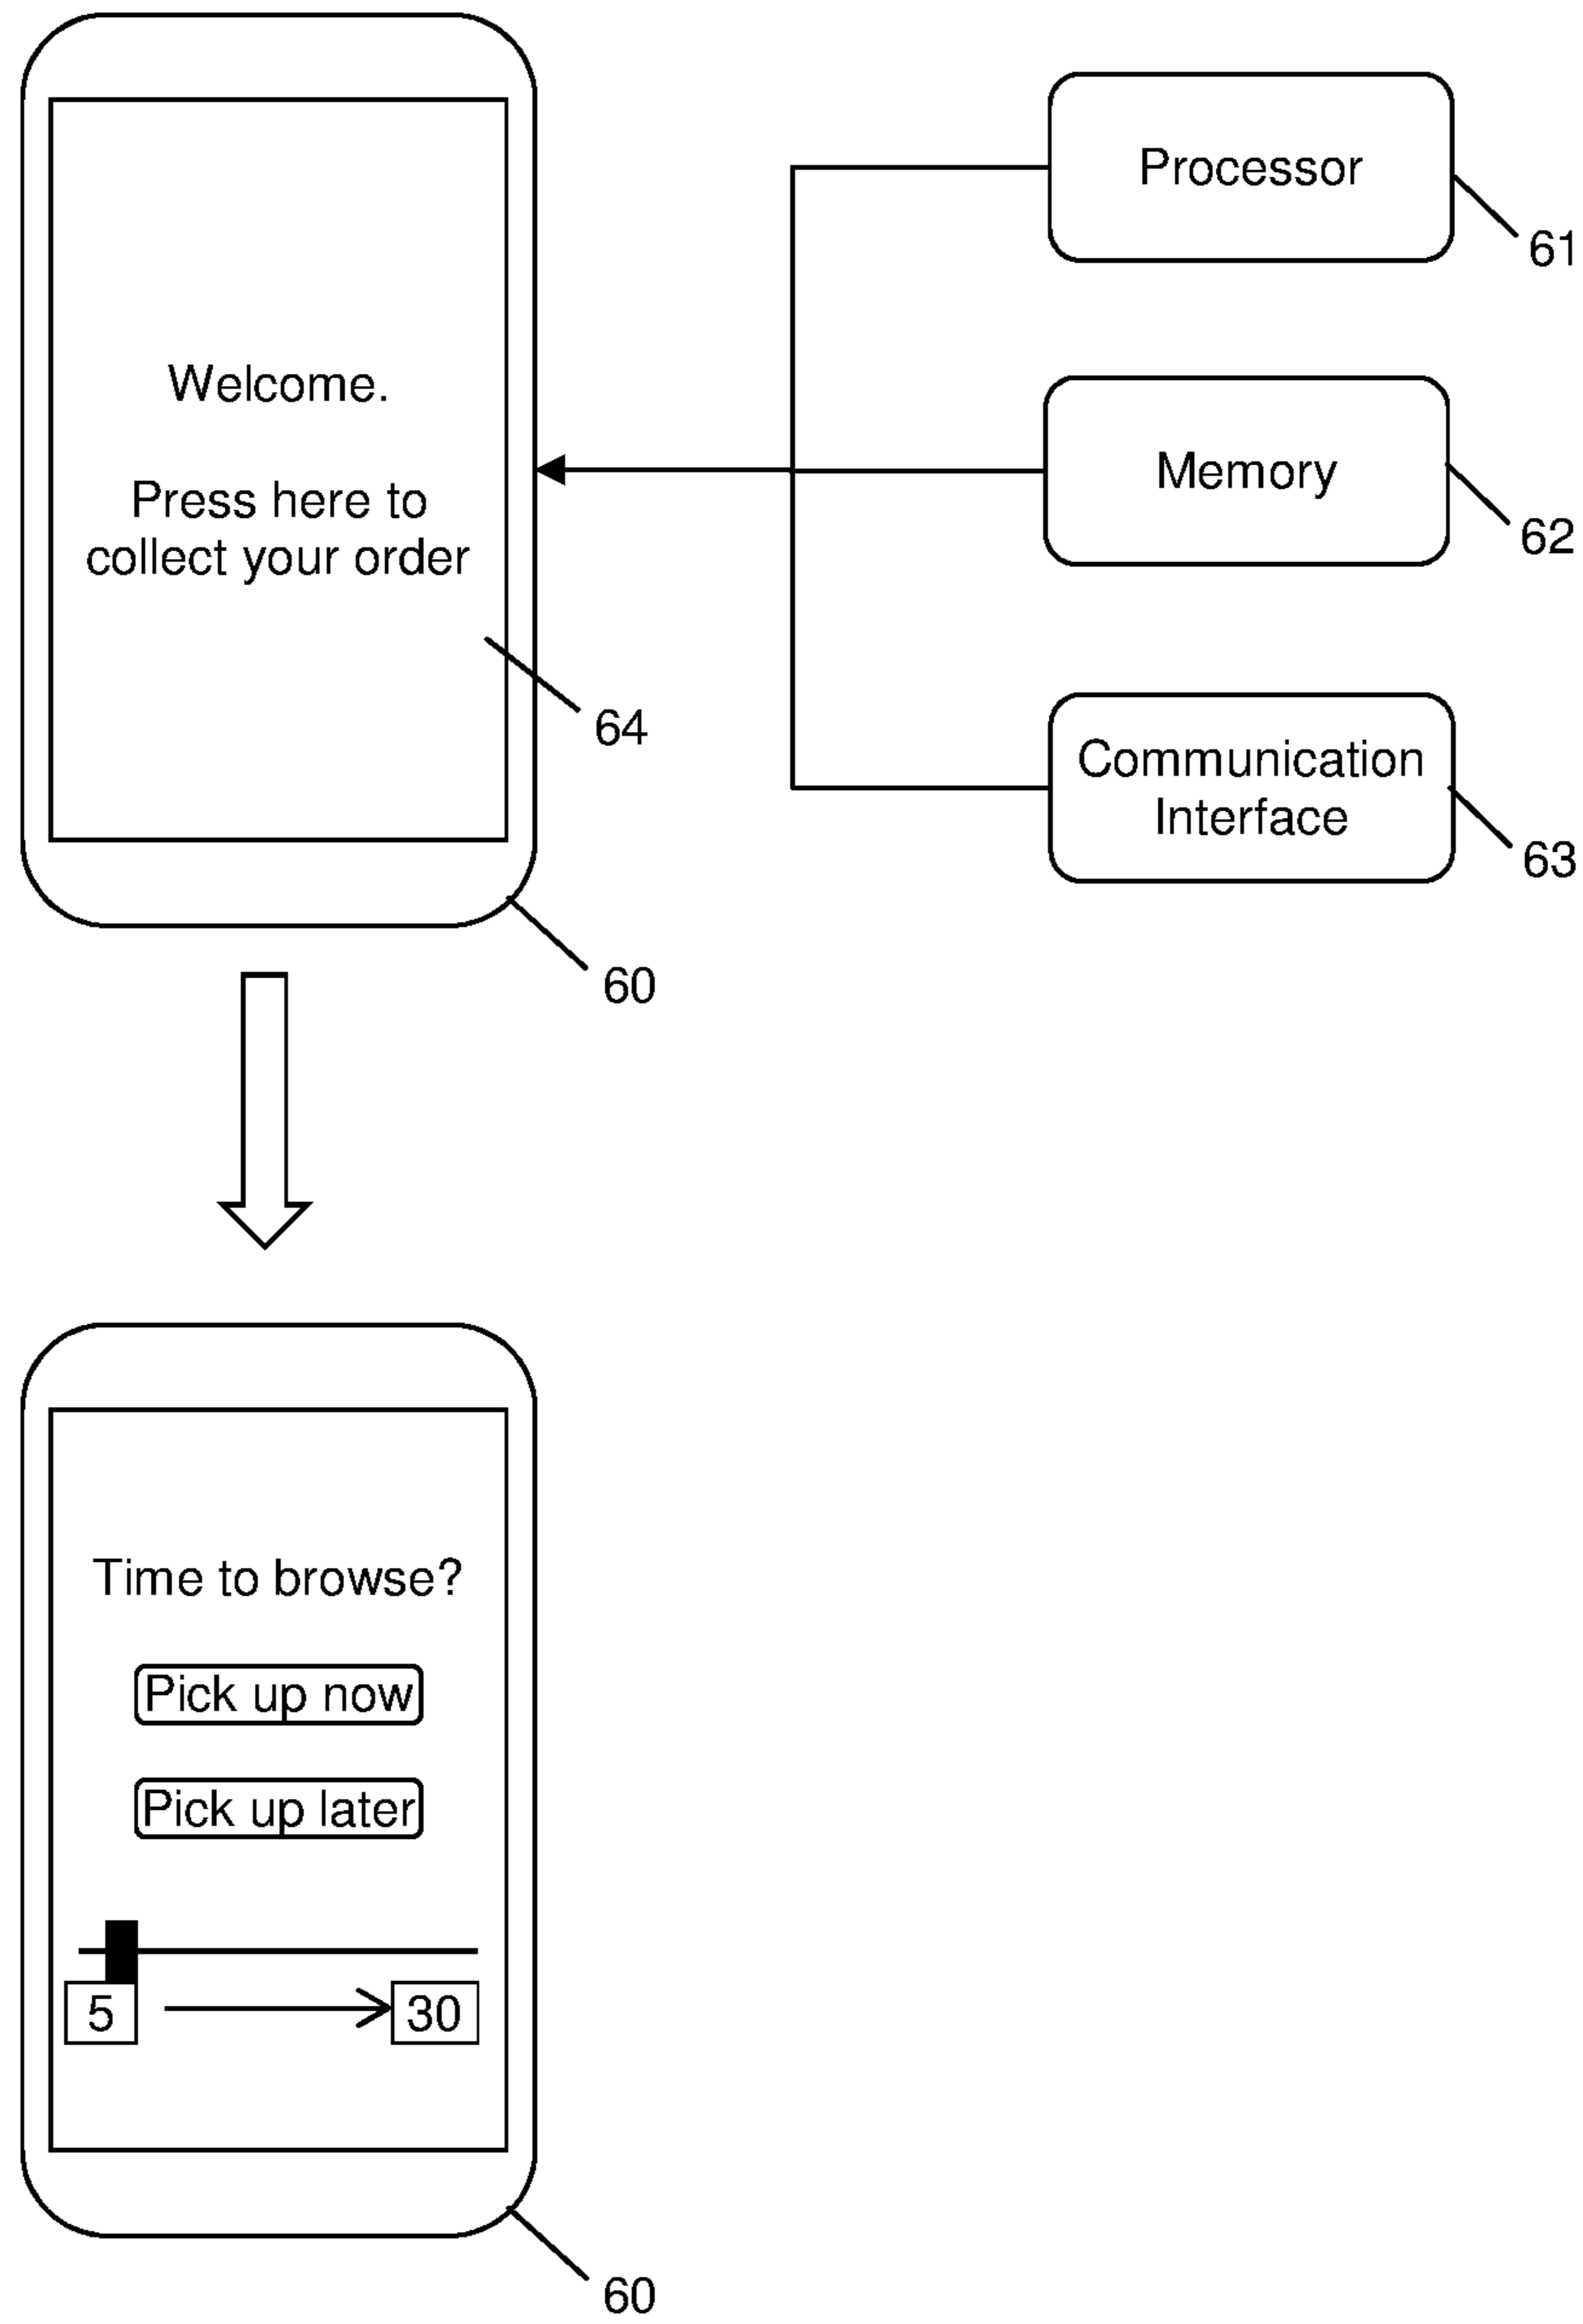 Welcome.
Press here to
collect your order
64
60
Processor
61
Memory
62
Communication
Interface
63
Time to browse?
Pick up now
Pick up later
5
30
60